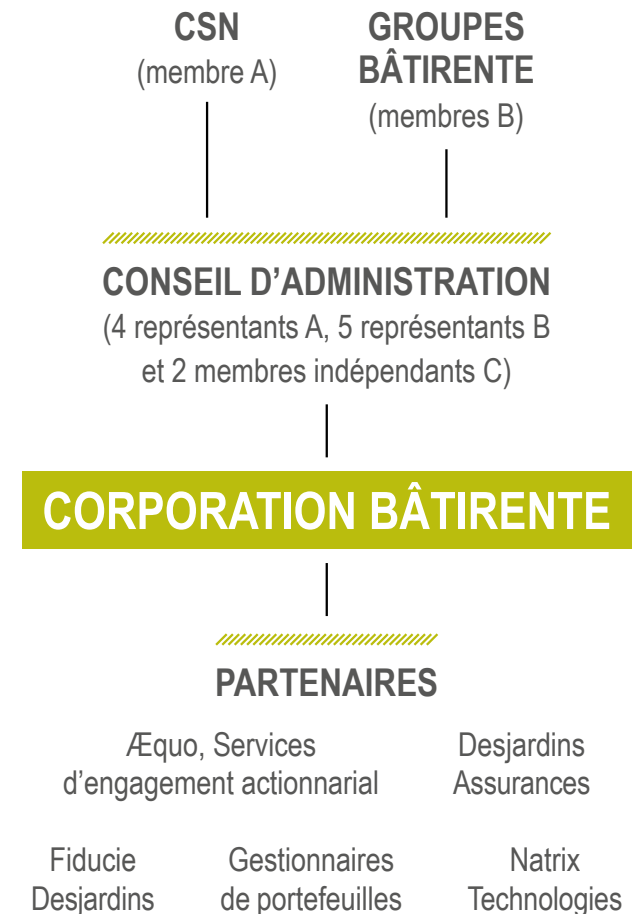 CSN
(membre A)
GROUPES
BÂTIRENTE
(membres B)
CONSEIL D’ADMINISTRATION
(4 représentants A, 5 représentants B
et 2 membres indépendants C)
CORPORATION BÂTIRENTE
PARTENAIRES
Æquo, Services
d’engagement actionnarial
Desjardins
Assurances
Fiducie
Desjardins
Gestionnaires
de portefeuilles
Natrix
Technologies